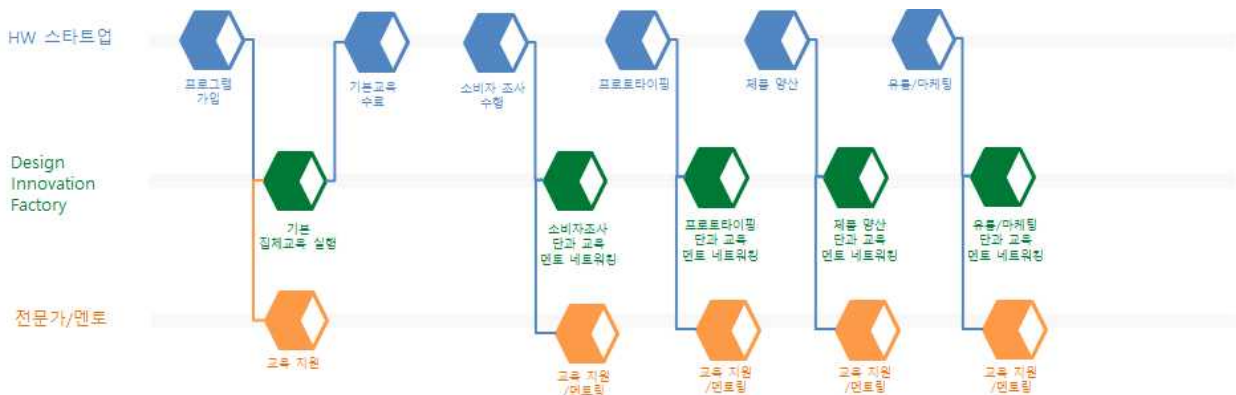 HW 스타트업
프로그램
가입
기본교육
수료
소비자 조사
수행
프로토타이핑
제품 양산
유통/마케팅
Design
Innovation
Factory
기본
집체교육 실행
소비자조사
단과 교육
멘토 네트워킹
프로토타이핑
단과 교육
멘토 네트워킹
제품 양산
단과 교육
멘토 네트워킹
유통/마케팅
단과 교육
멘토 네트워킹
전문가/멘토
교육 지원
교육 지원
/멘토링
교육 지원
/멘토링
교육 지원
/멘토링
교육 지원
/멘토링